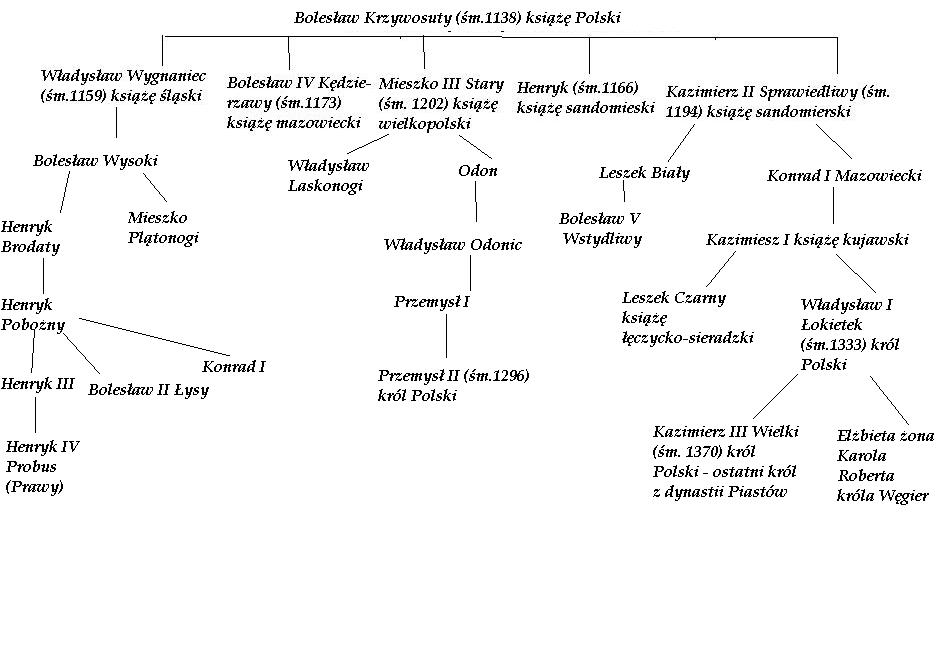 Bolesław Krzywosuty (śm.1138) książę Polski
Władysław Wygnaniec
(śm.1159) książę śląski
Bolesław IV Kędzie-
rzawy (śm.1173)
książę mazowiecki
Mieszko III Stary
(śm. 1202) książę
wielkopolski
Henryk (śm.1166)
książę sandomieski
Kazimierz II Sprawiedliwy (śm.
1194) książę sandomierski
Bolesław Wysoki
Władysław
Laskonogi
Odon
Leszek Biały
Konrad I Mazowiecki
Henryk
Brodaty
Mieszko
Plątonogi
Władysław Odonic
Bolesław V
Wstydliwy
Kazimiesz I książę kujawski
Henryk
Pobożny
Przemysł I
Leszek Czarny
książę
łęczycko-sieradzki
Władysław I
Łokietek
(śm.1333) król
Polski
Konrad I
Henryk III
Bolesław II Łysy
Przemysł II (śm.1296)
król Polski
Henryk IV
Probus
(Prawy)
Kazimierz III Wielki
(śm. 1370) król
Polski - ostatni król
z dynastii Piastów
Elżbieta żona
Karola
Roberta
króla Węgier